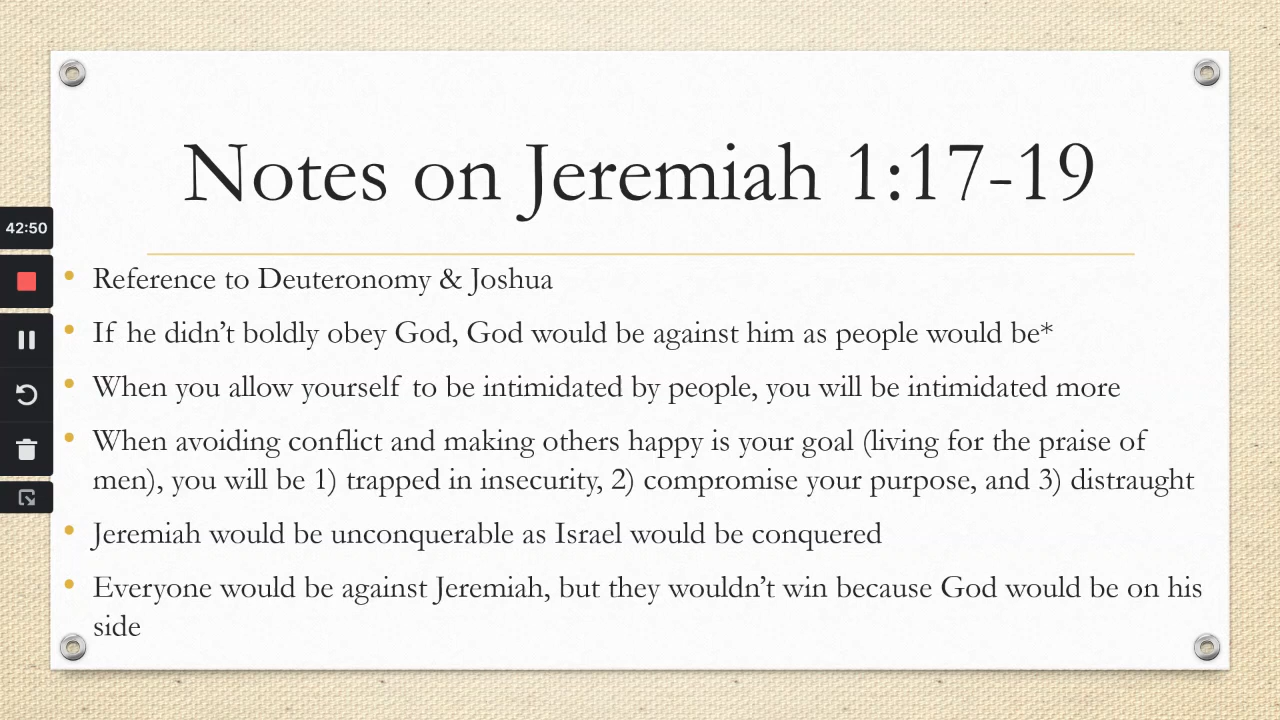 Notes on Jeremiah 1:17-19
42:50
Reference to Deuteronomy & Joshua
If he didn't boldly obey God, God would be against him as people would be*
When you allow yourself to be intimidated by people, you will be intimidated more
When avoiding conflict and making others happy is your goal (living for the praise of
men), you will be 1) trapped in insecurity, 2) compromise your purpose, and 3) distraught
Jeremiah would be unconquerable as Israel would be conquered
Everyone would be against Jeremiah, but they wouldn't win because God would be on his
side